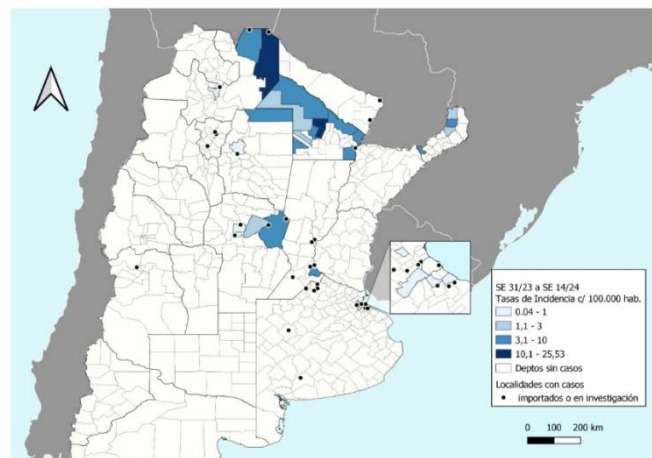 SE 31/23 a SE 14/24
Tasas de Incidencia c/ 100.000 hab.
0.04 - 1
1,1 - 3
3,1 - 10
10,1 - 25,53
Deptos sin casos
Localidades con casos
importados o en investigación
0 100 200 km